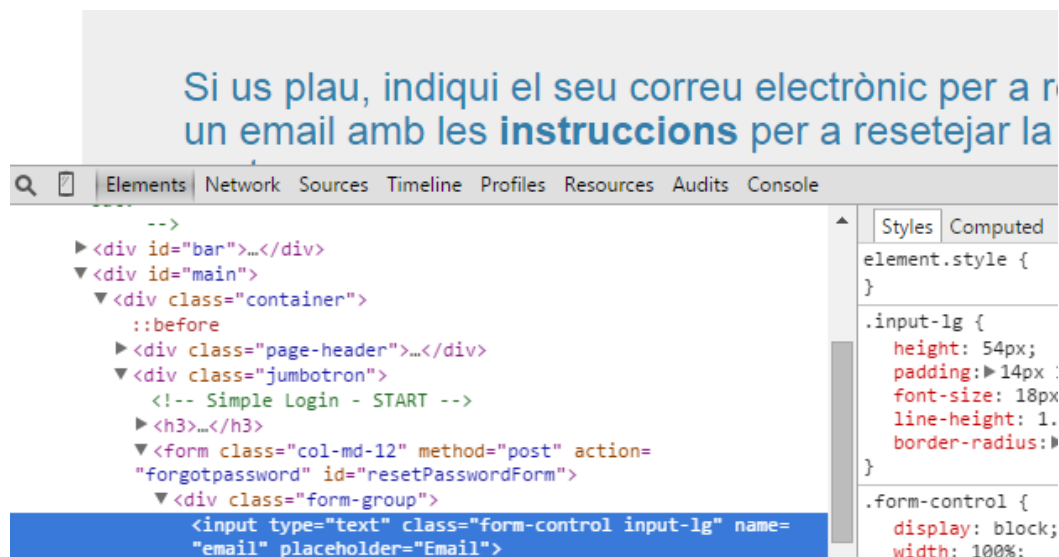 Si us plau, indiqui el seu correu electrònic per a
un email amb les instruccions per a resetejar la
Elements Network Sources Timeline Profiles Resources Audits Console
-->
<div id="bar">…</div>
<div id="main">
<div class="container">
::before
<div class="page-header">…</div>
<div class="jumbotron">
<!-- Simple Login - START -->
<h3>…</h3>
<form class="col-md-12" method="post" action=
"forgotpassword" id="resetPasswordForm">
<div class="form-group">
<input type="text" class="form-control input-lg" name=
"email" placeholder="Email">
Styles Computed
element.style {
}
.input-lg {
height: 54px;
padding: 14px
font-size: 18px
line-height: 1.
border-radius:
}
.form-control {
display: block;
width: 100%;